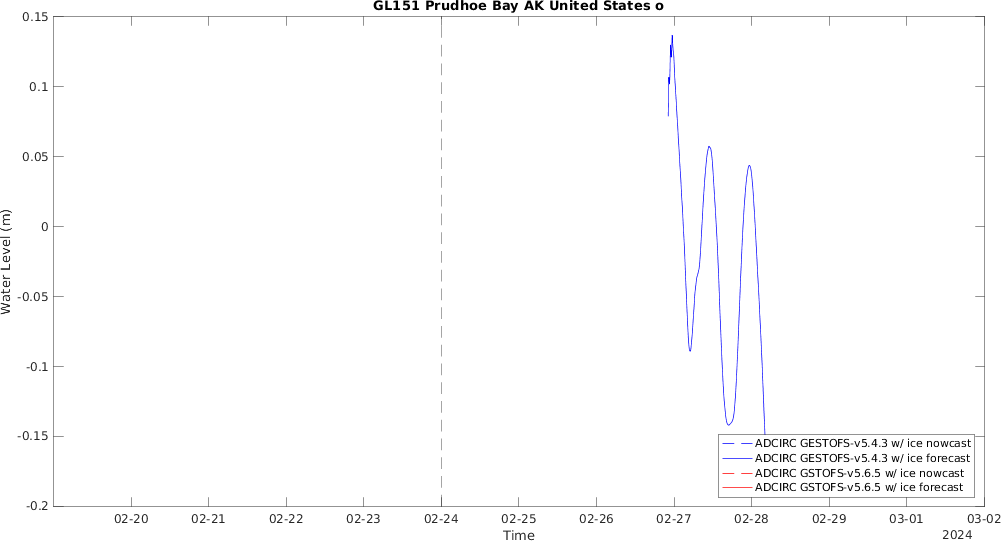 GL151 Prudhoe Bay AK United States o
0.15
0.1
0.05
0
-0.05
-0.1
-0.15
-0.2
Water Level (m)
ADCIRC GESTOFS-v5.4.3 w/ ice nowcast
ADCIRC GESTOFS-v5.4.3 w/ ice forecast
ADCIRC GSTOFS-v5.6.5 w/ ice nowcast
ADCIRC GSTOFS-v5.6.5 w/ ice forecast
02-20 02-21 02-22 02-23 02-24 02-25 02-26 02-27 02-28 02-29 03-01 03-02
Time
2024